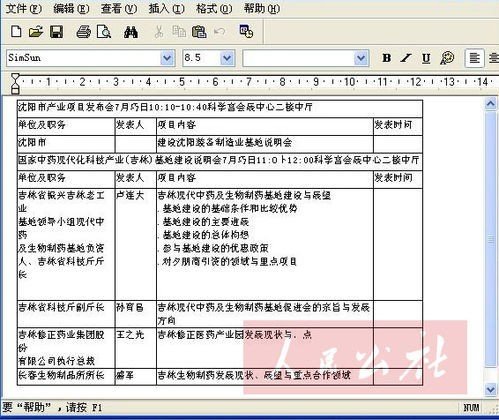 文件(F) 编辑(E) 查看(V) 插入(I) 格式(O) 帮助(H)
SimSun 8.5 B I U
1 2 3 4 5 6 7 8 9 10 11 12 13 14
沈阳市产业项目发布会7月5日10:10-10:40科学宫会展中心二楼中厅
单位及职务 发表人 项目内容 发表时间
沈阳市 建设沈阳装备制造业基地说明会
国家中药现代化科技产业(吉林)基地建设说明会7月5日11:0卜12:00科学宫会展中心二楼中厅
单位及职务 发表人 项目内容 发表时间
吉林省振兴吉林老工 卢连大 吉林现代中药及生物制药基地建设与展望
业 .基地建设的基础条件和比较优势
基地领导小组现代中 .基地建设的主要进展
药 .基地建设的总体构想
及生物制药基地负责 .参与基地建设的优惠政策
人、吉林省科技厅厅 .对夕朋商引资的领域与重点项目
长
吉林省科技厅副厅长 孙育昌 吉林现代中药及生物制药基地促进会的宗旨与发展
方向
吉林修正药业集团股 王之光 吉林修正医药产业园发展现状与．点
份
有限公司执行总裁
长春生物制品所所长 盛军 吉林生物制药发展现状、展望与重点合作领域
人民公社
要“帮助”，请按 F1 NUM